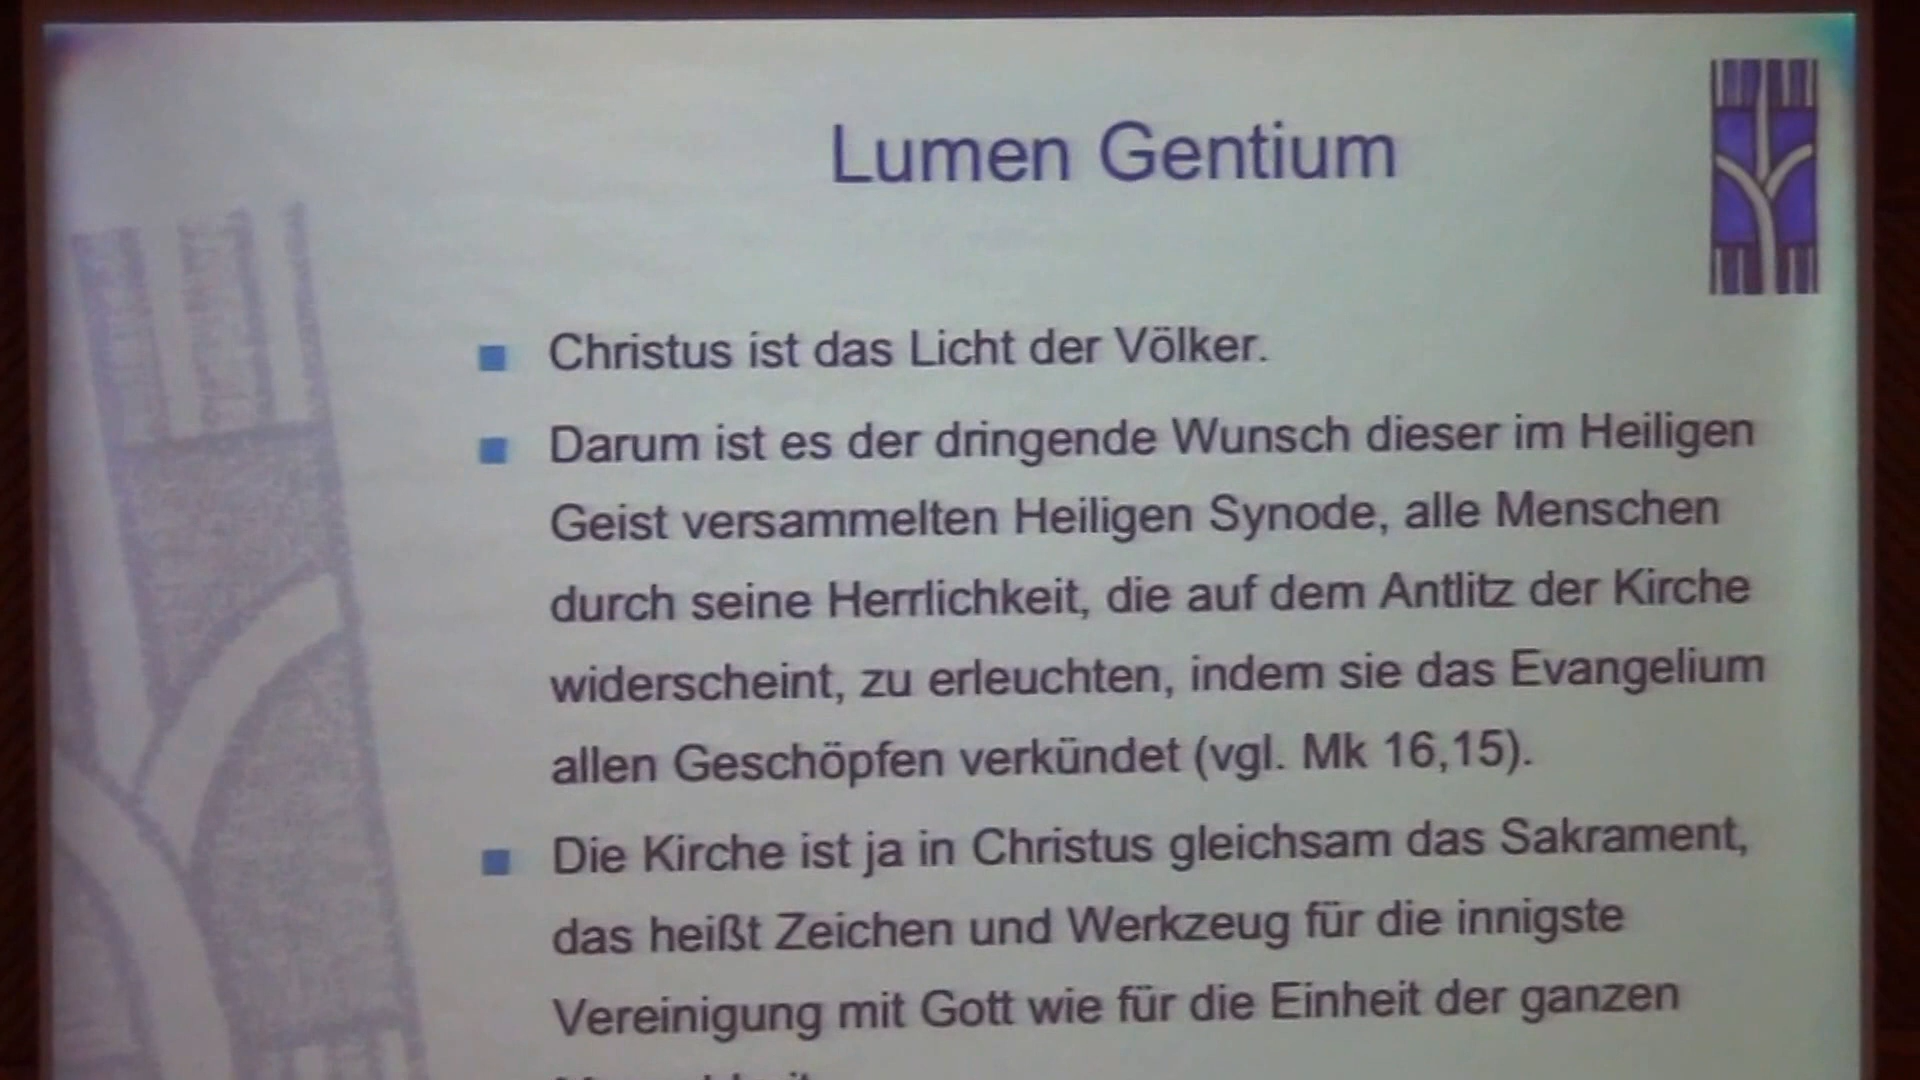 Lumen Gentium
Christus ist das Licht der Völker.
Darum ist es der dringende Wunsch dieser im Heiligen
Geist versammelten Heiligen Synode, alle Menschen
durch seine Herrlichkeit, die auf dem Antlitz der Kirche
widerscheint, zu erleuchten, indem sie das Evangelium
allen Geschöpfen verkündet (vgl. Mk 16,15).
Die Kirche ist ja in Christus gleichsam das Sakrament,
das heißt Zeichen und Werkzeug für die innigste
Vereinigung mit Gott wie für die Einheit der ganzen